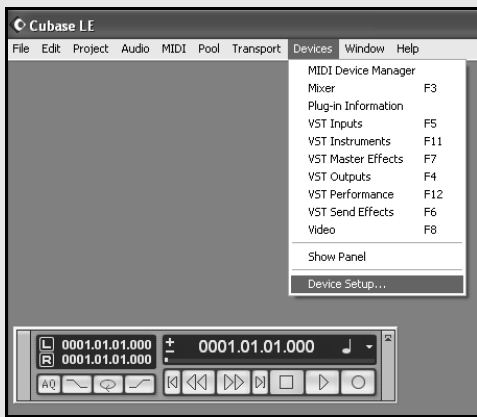 Cubase LE
File Edit Project Audio MIDI Pool Transport Devices Window Help
MIDI Device Manager
Mixer F3
Plug-in Information
VST Inputs F5
VST Instruments F11
VST Master Effects F7
VST Outputs F4
VST Performance F12
VST Send Effects F6
Video F8
Show Panel
Device Setup...
L 0001.01.01.000 0001.01.01.000
R 0001.01.01.000
AQ